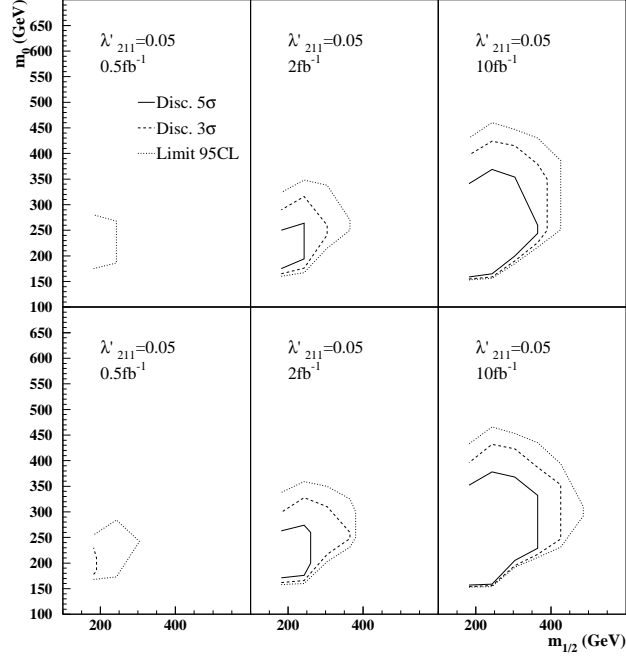 m0 (GeV)
650
600
550
500
450
400
350
300
250
200
150
100
λ'211=0.05
0.5fb-1
Disc. 5σ
Disc. 3σ
Limit 95CL
λ'211=0.05
2fb-1
λ'211=0.05
10fb-1
650
600
550
500
450
400
350
300
250
200
150
100
λ'211=0.05
0.5fb-1
λ'211=0.05
2fb-1
λ'211=0.05
10fb-1
200 400 200 400 200 400
m1/2 (GeV)